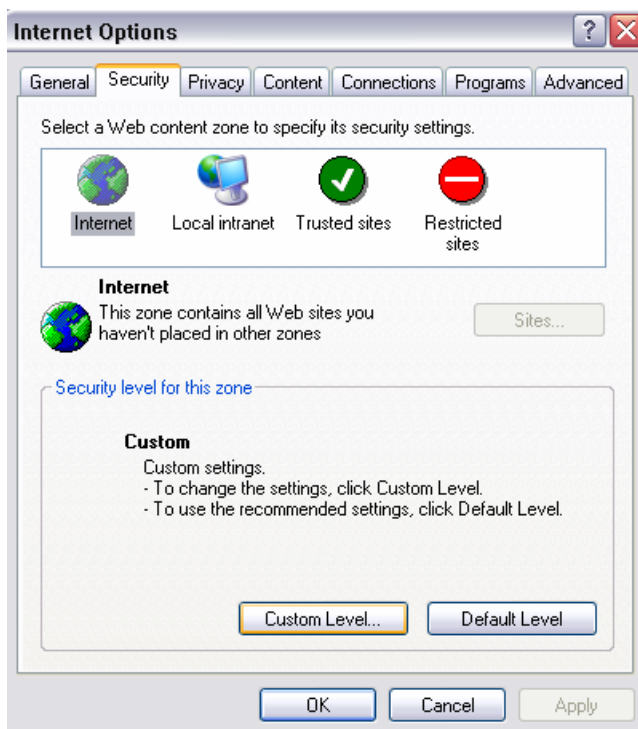 Internet Options
General Security Privacy Content Connections Programs Advanced
Select a Web content zone to specify its security settings.
Internet Local intranet Trusted sites Restricted sites
Internet
This zone contains all Web sites you
haven't placed in other zones
Sites...
Security level for this zone
Custom
Custom settings.
- To change the settings, click Custom Level.
- To use the recommended settings, click Default Level.
Custom Level... Default Level
OK Cancel Apply